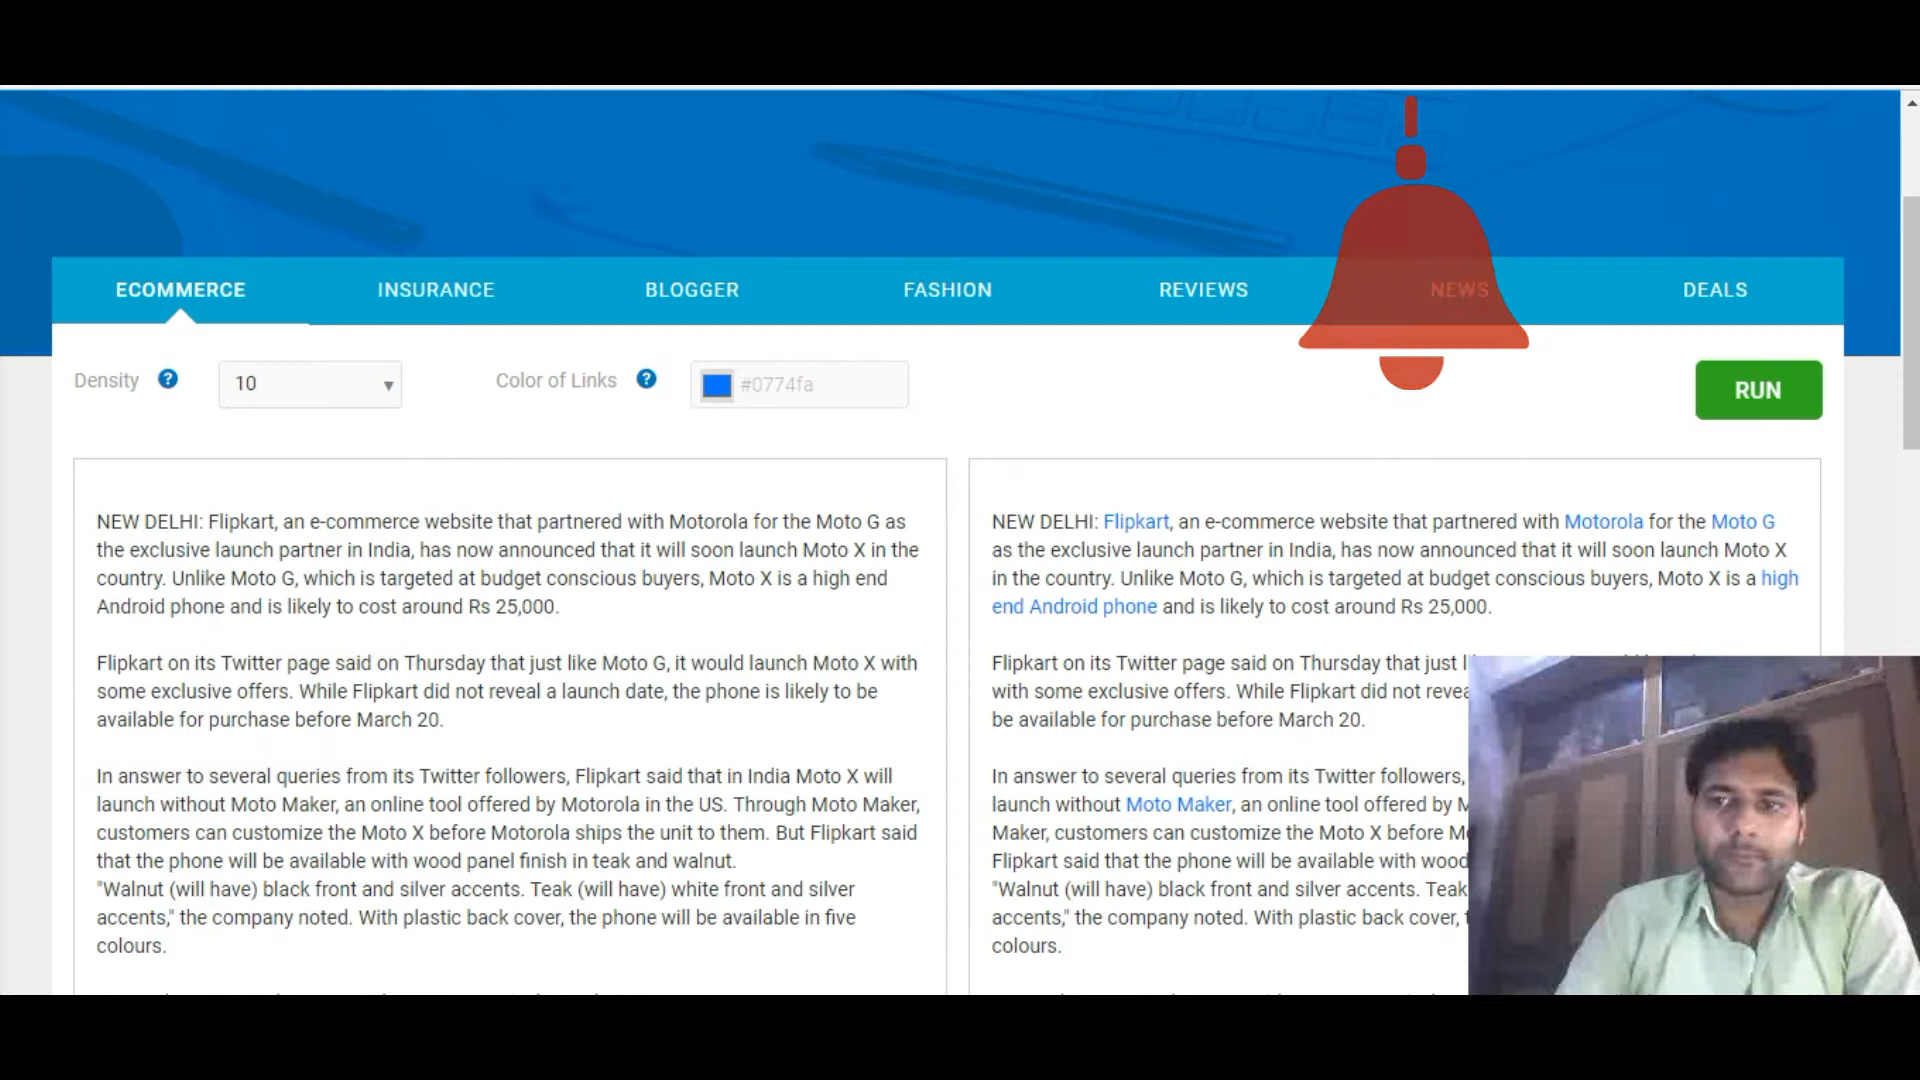 ECOMMERCE INSURANCE BLOGGER FASHION REVIEWS NEWS DEALS
Density ? 10 Color of Links ? #0774fa RUN
NEW DELHI: Flipkart, an e-commerce website that partnered with Motorola for the Moto G as
the exclusive launch partner in India, has now announced that it will soon launch Moto X in the
country. Unlike Moto G, which is targeted at budget conscious buyers, Moto X is a high end
Android phone and is likely to cost around Rs 25,000.
Flipkart on its Twitter page said on Thursday that just like Moto G, it would launch Moto X with
some exclusive offers. While Flipkart did not reveal a launch date, the phone is likely to be
available for purchase before March 20.
In answer to several queries from its Twitter followers, Flipkart said that in India Moto X will
launch without Moto Maker, an online tool offered by Motorola in the US. Through Moto Maker,
customers can customize the Moto X before Motorola ships the unit to them. But Flipkart said
that the phone will be available with wood panel finish in teak and walnut.
"Walnut (will have) black front and silver accents. Teak (will have) white front and silver
accents," the company noted. With plastic back cover, the phone will be available in five
colours.
NEW DELHI: Flipkart, an e-commerce website that partnered with Motorola for the Moto G
as the exclusive launch partner in India, has now announced that it will soon launch Moto X
in the country. Unlike Moto G, which is targeted at budget conscious buyers, Moto X is a high
end Android phone and is likely to cost around Rs 25,000.
Flipkart on its Twitter page said on Thursday that just
with some exclusive offers. While Flipkart did not
be available for purchase before March 20.
In answer to several queries from its Twitter followers,
launch without Moto Maker, an online tool offered by
Maker, customers can customize the Moto X before
Flipkart said that the phone will be available with wood
"Walnut (will have) black front and silver accents. Teak
accents," the company noted. With plastic back cover,
colours.